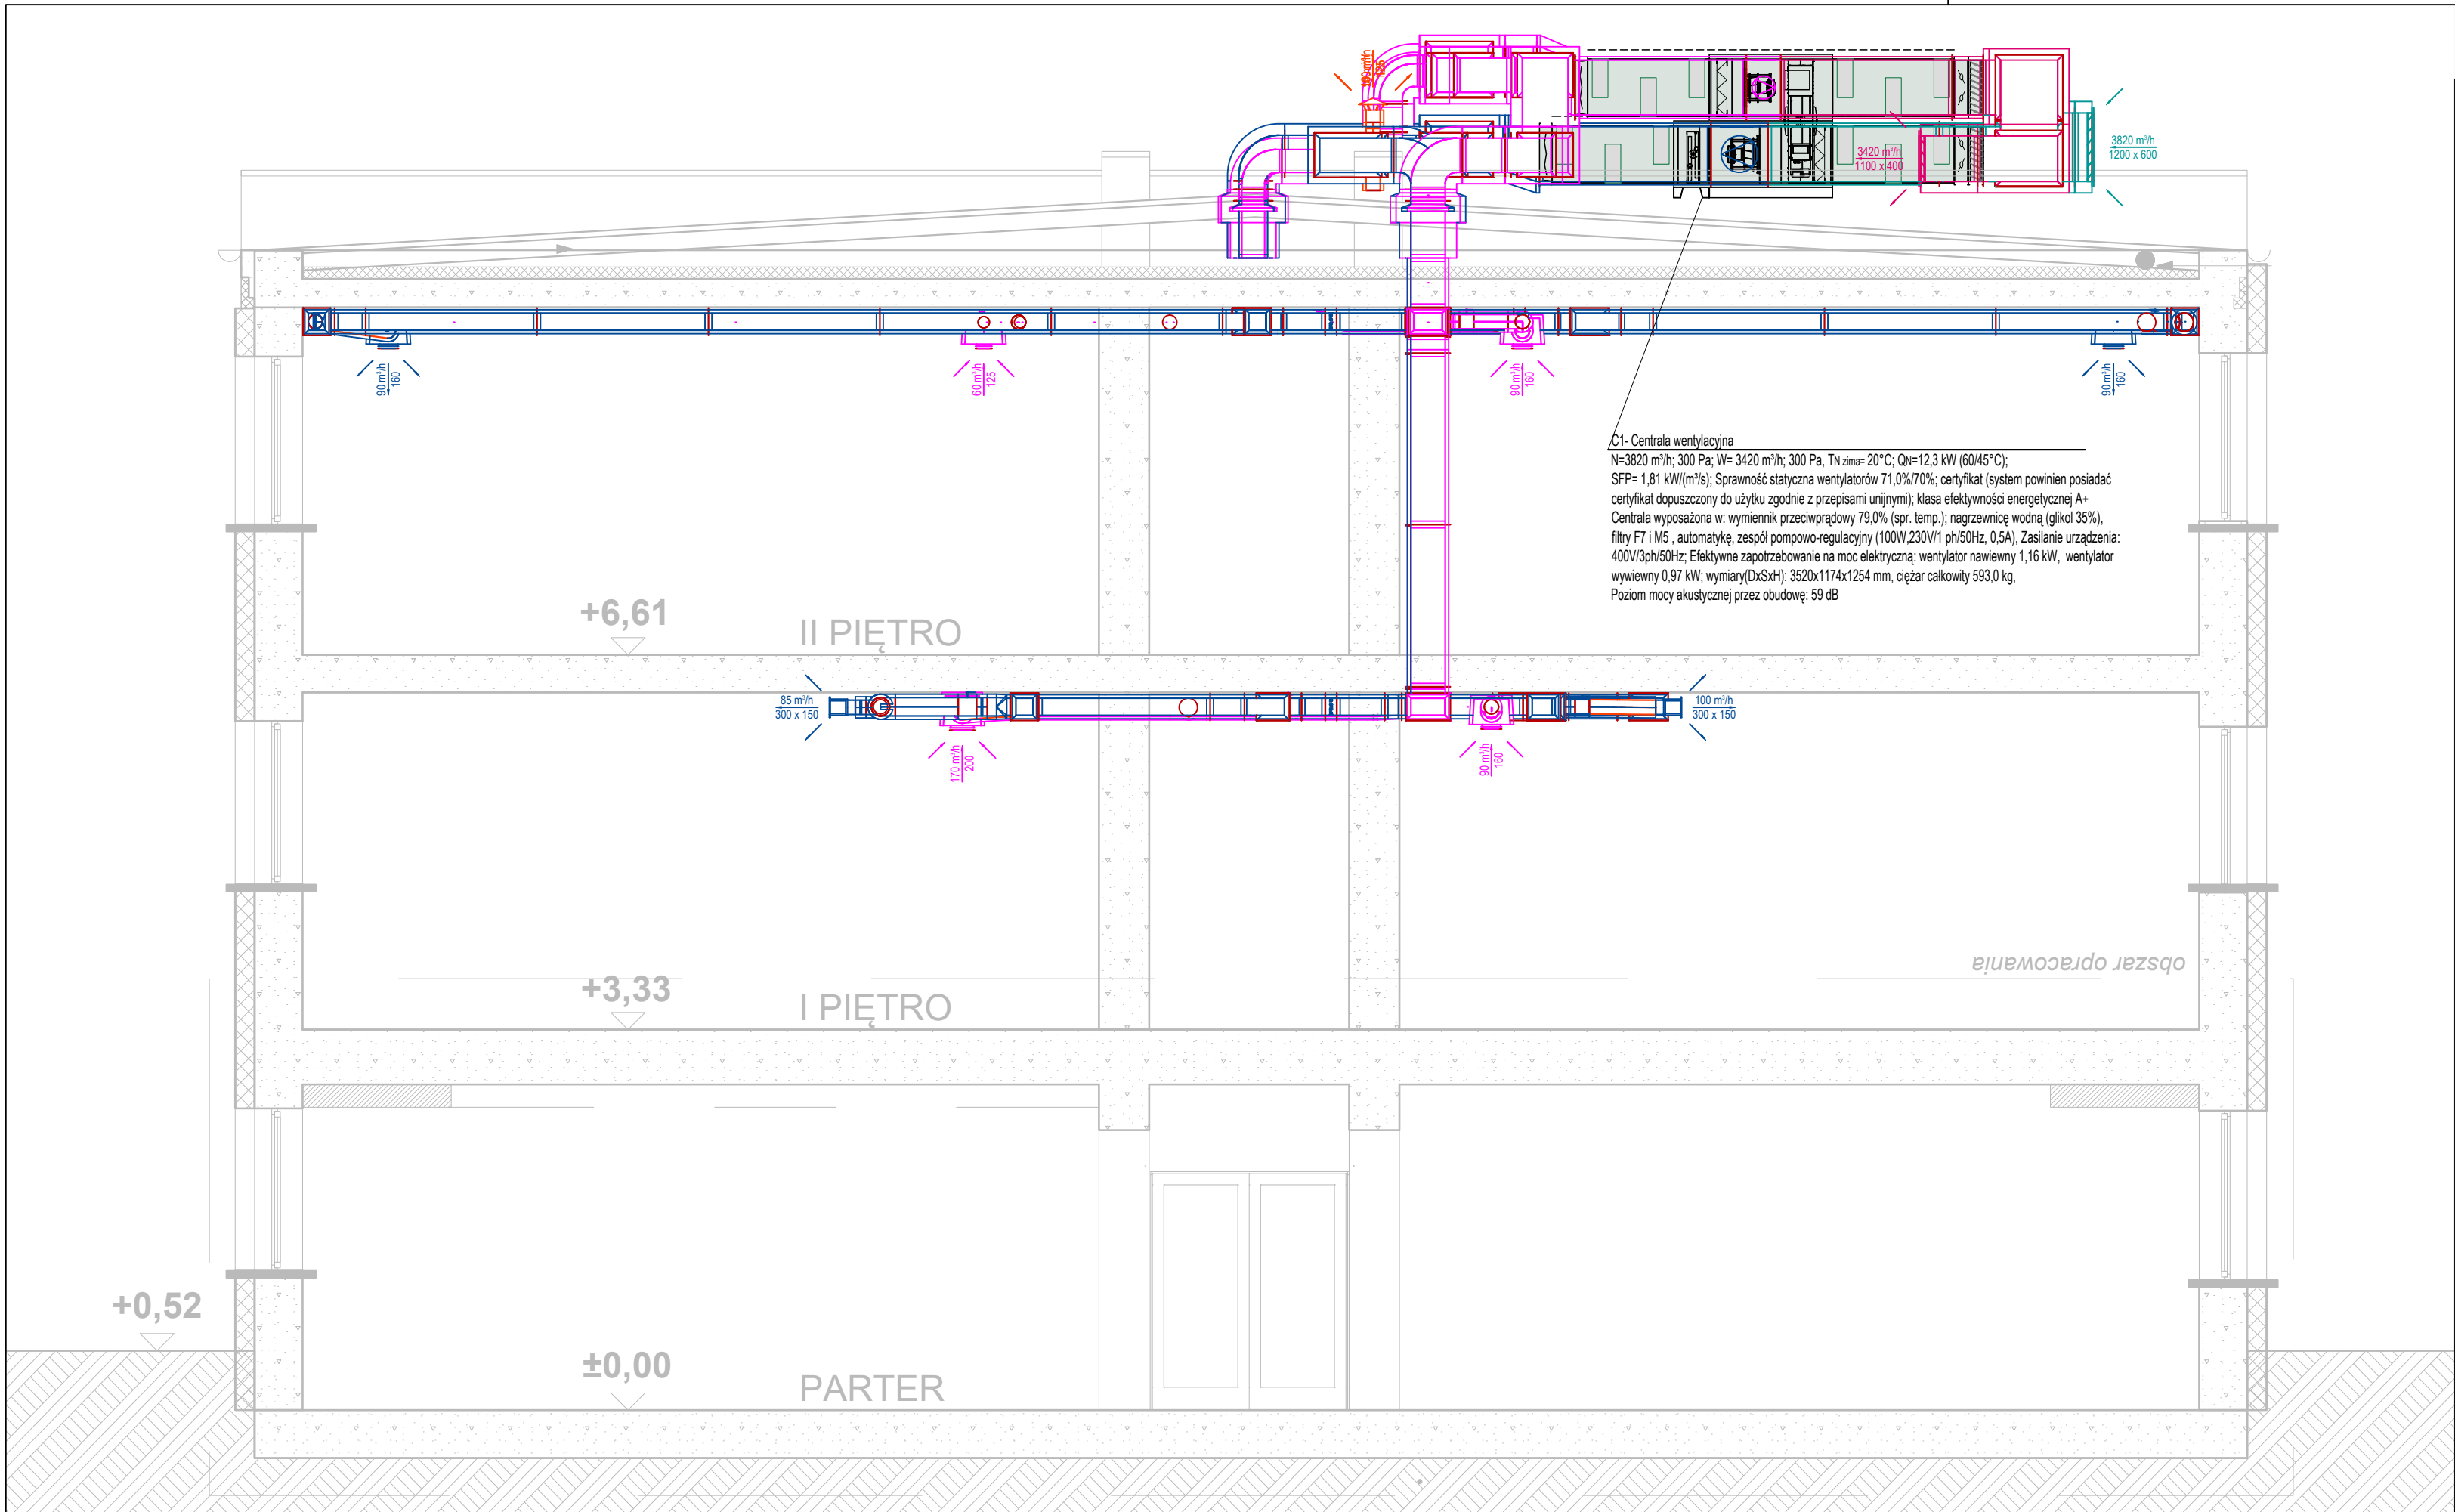 3820 m³/h
1200 x 600
3420 m³/h
1100 x 400
90 m³/h
160
60 m³/h
125
90 m³/h
160
90 m³/h
160
C1- Centrala wentylacyjna
N=3820 m³/h; 300 Pa; W= 3420 m³/h; 300 Pa, TN zima= 20°C; QN=12,3 kW (60/45°C);
SFP= 1,81 kW/(m³/s); Sprawność statyczna wentylatorów 71,0%/70%; certyfikat (system powinien posiadać
certyfikat dopuszczony do użytku zgodnie z przepisami unijnymi); klasa efektywności energetycznej A+
Centrala wyposażona w: wymiennik przeciwprądowy 79,0% (spr. temp.); nagrzewnicę wodną (glikol 35%),
filtry F7 i M5 , automatykę, zespół pompowo-regulacyjny (100W,230V/1 ph/50Hz, 0,5A), Zasilanie urządzenia:
400V/3ph/50Hz; Efektywne zapotrzebowanie na moc elektryczną: wentylator nawiewny 1,16 kW, wentylator
wywiewny 0,97 kW; wymiary(DxSxH): 3520x1174x1254 mm, ciężar całkowity 593,0 kg,
Poziom mocy akustycznej przez obudowę: 59 dB
+6,61
II PIĘTRO
85 m³/h
300 x 150
100 m³/h
300 x 150
170 m³/h
200
90 m³/h
160
obszar opracowania
+3,33
I PIĘTRO
+0,52
±0,00
PARTER